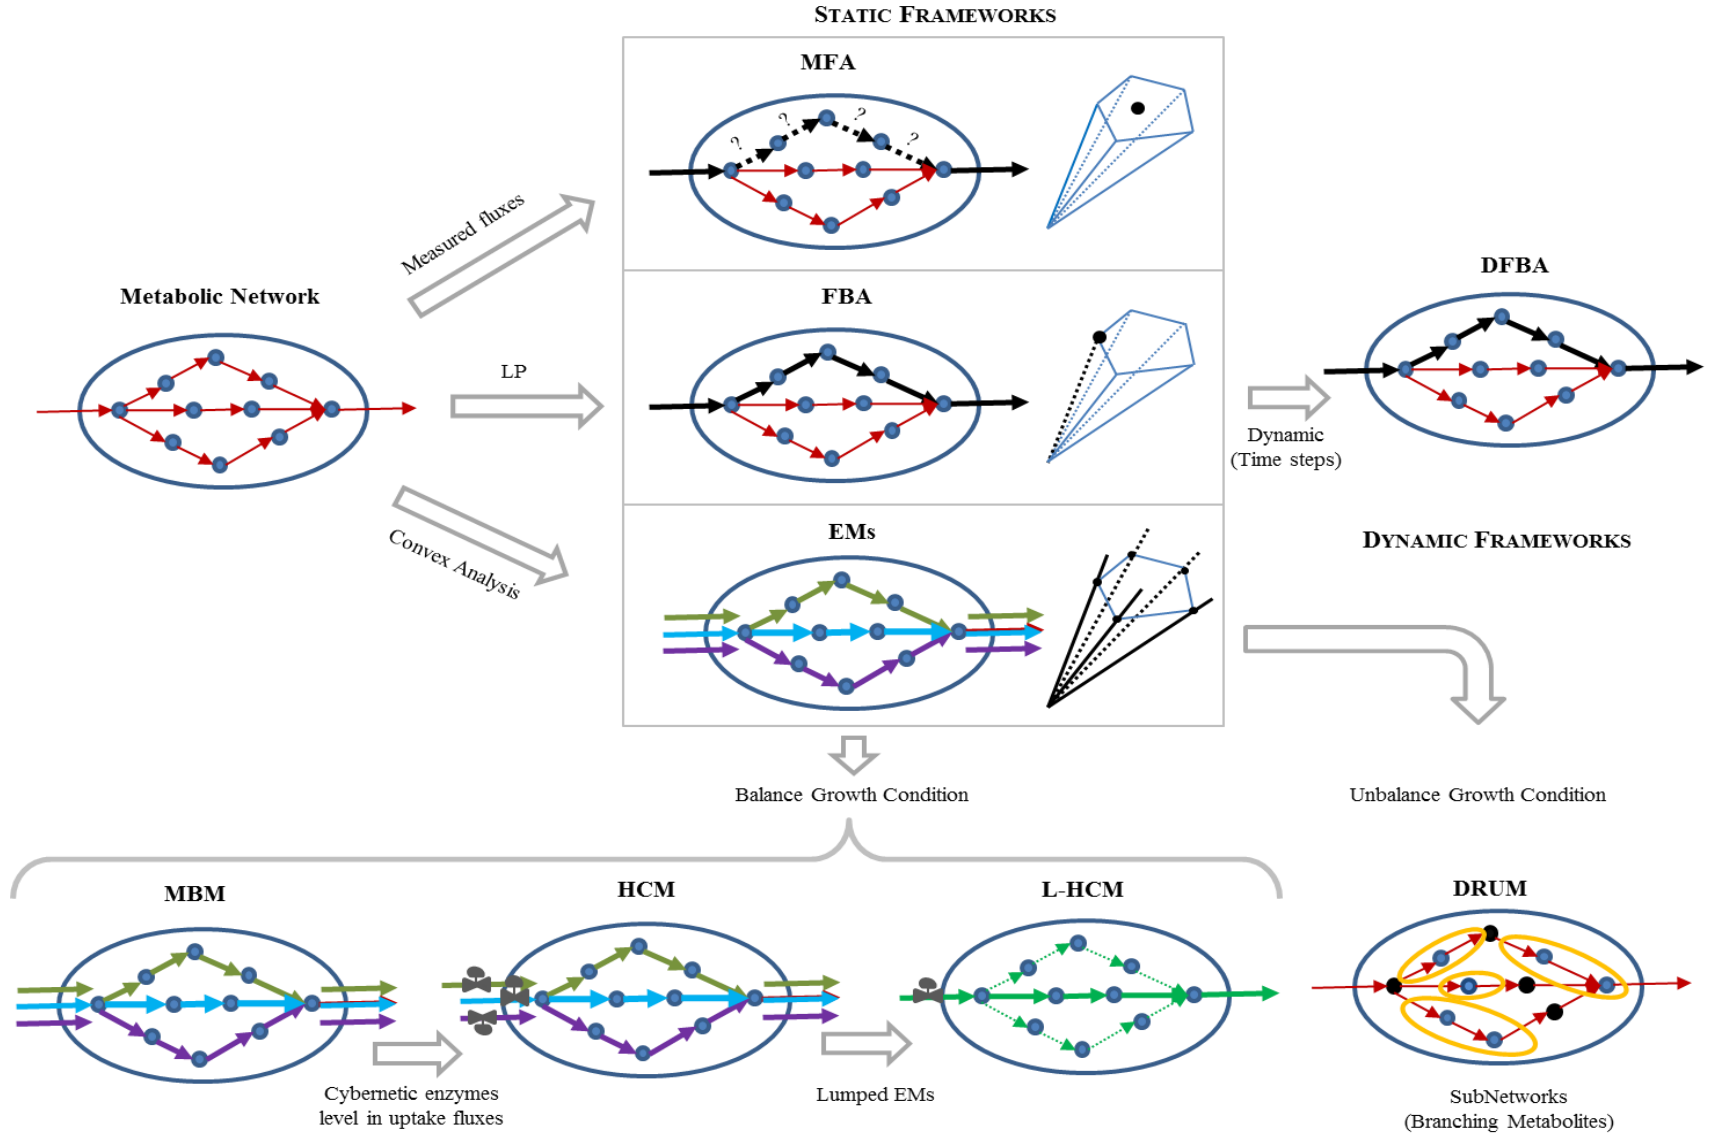 STATIC FRAMEWORKS
MFA
?
?
?
?
Measured fluxes
Metabolic Network
FBA
LP
DFBA
Dynamic
(Time steps)
Convex Analysis
EMs
DYNAMIC FRAMEWORKS
Balance Growth Condition
Unbalance Growth Condition
MBM
HCM
L-HCM
DRUM
Cybernetic enzymes
level in uptake fluxes
Lumped EMs
SubNetworks
(Branching Metabolites)